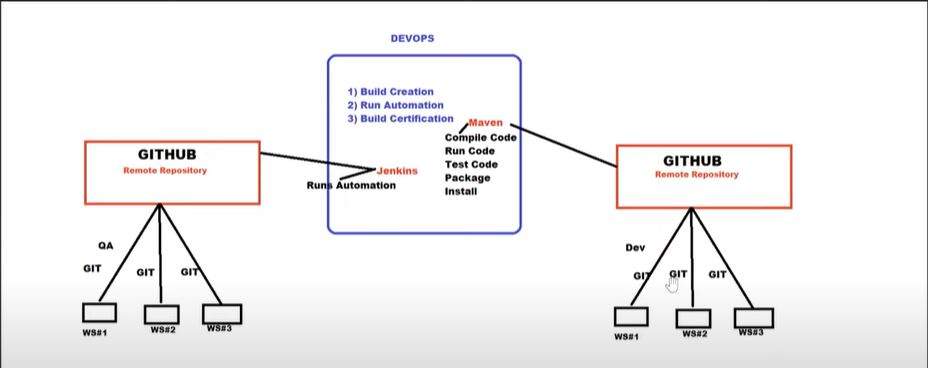 DEVOPS
1) Build Creation
2) Run Automation
3) Build Certification
Maven
Compile Code
Run Code
Test Code
Package
Install
Jenkins
Runs Automation
GITHUB
Remote Repository
QA
GIT
GIT
GIT
WS#1
WS#2
WS#3
GITHUB
Remote Repository
Dev
GIT
GIT
GIT
WS#1
WS#2
WS#3